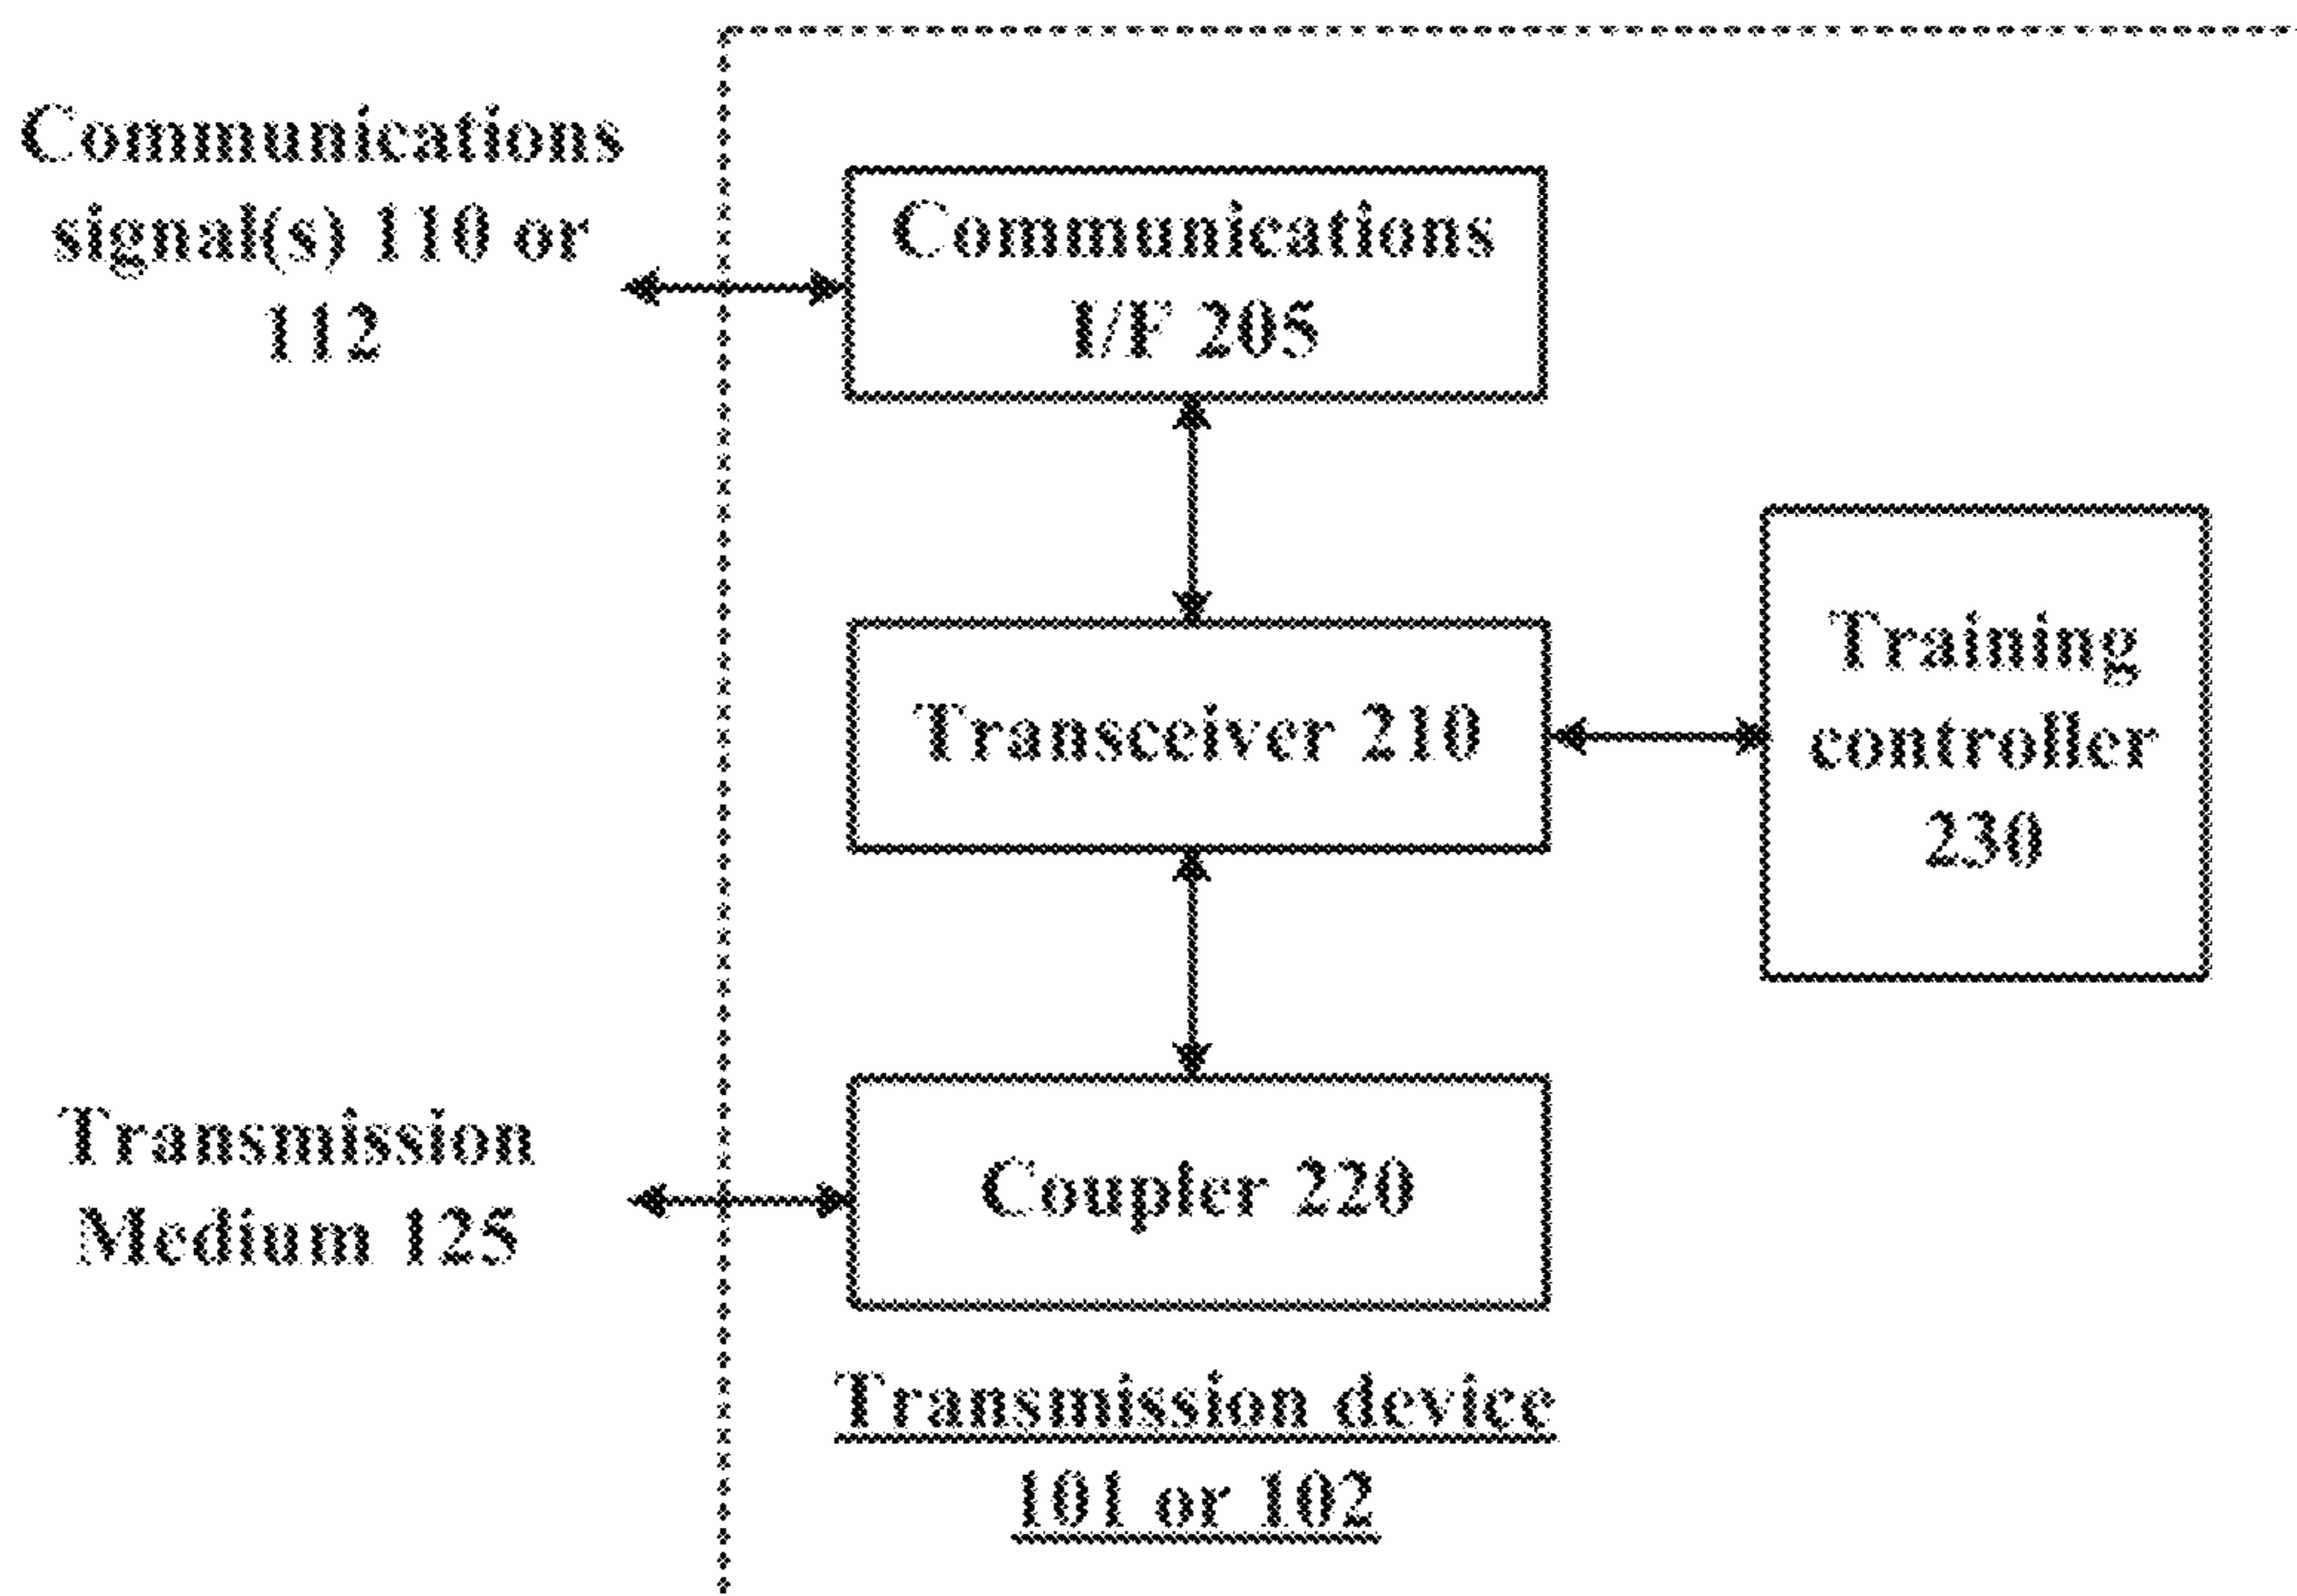 Communications
signal(s) 110 or
112
Communications
I/F 205
Transceiver 210
Training
controller
230
Transmission
Medium 125
Coupler 220
Transmission device
101 or 102